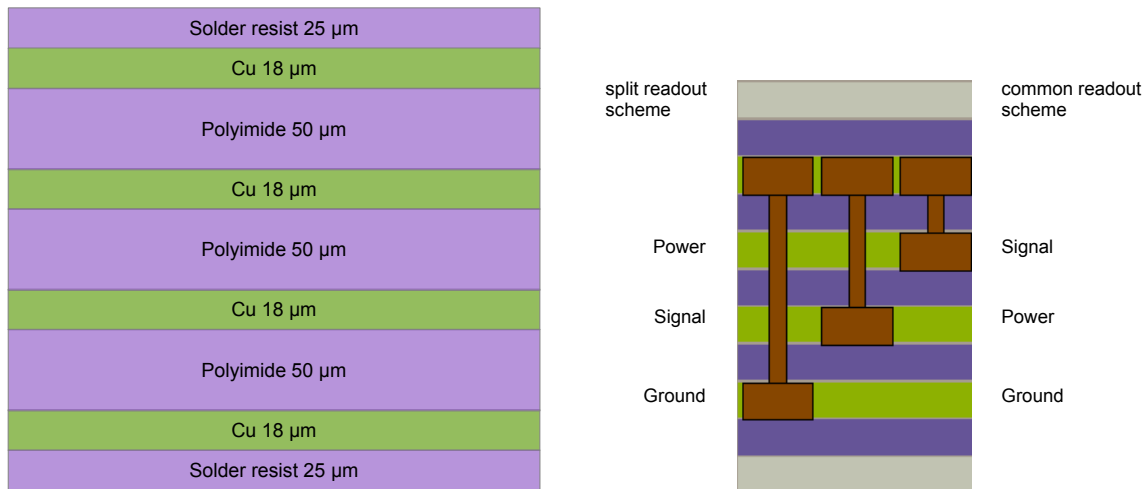 Solder resist 25 µm
Cu 18 µm
Polyimide 50 µm
Cu 18 µm
Polyimide 50 µm
Cu 18 µm
Polyimide 50 µm
Cu 18 µm
Solder resist 25 µm
split readout
scheme
Power
Signal
Ground
common readout
scheme
Signal
Power
Ground